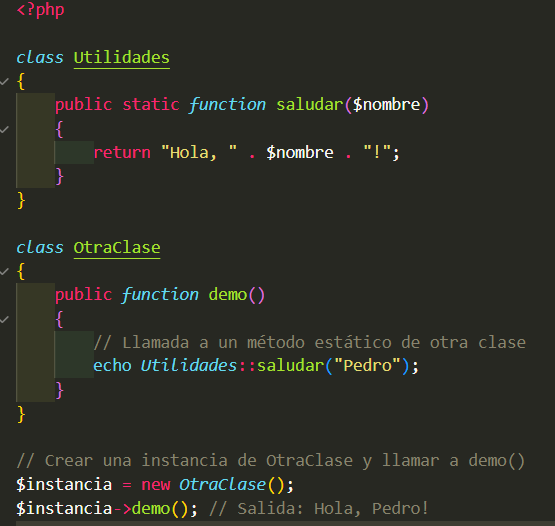 <?php
class Utilidades
{
public static function saludar($nombre)
{
return "Hola, " . $nombre . "!";
}
}
class OtraClase
{
public function demo()
{
// Llamada a un método estático de otra clase
echo Utilidades::saludar("Pedro");
}
}
// Crear una instancia de OtraClase y llamar a demo()
$instancia = new OtraClase();
$instancia->demo(); // Salida: Hola, Pedro!